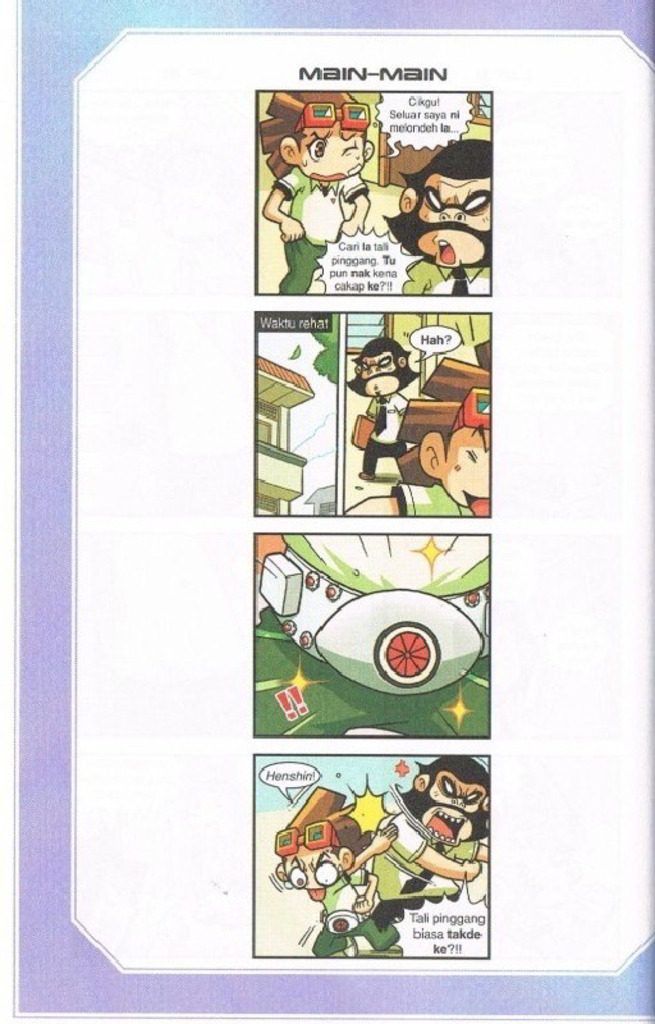 MAIN-MAIN
Cikgu!
Seluar saya ni
melondeh la...
Cari la tali
pinggang. Tu
pun nak kena
cakap ke?!!
Waktu rehat
Hah?
!!
Henshin!
Tali pinggang
biasa takde
ke?!!